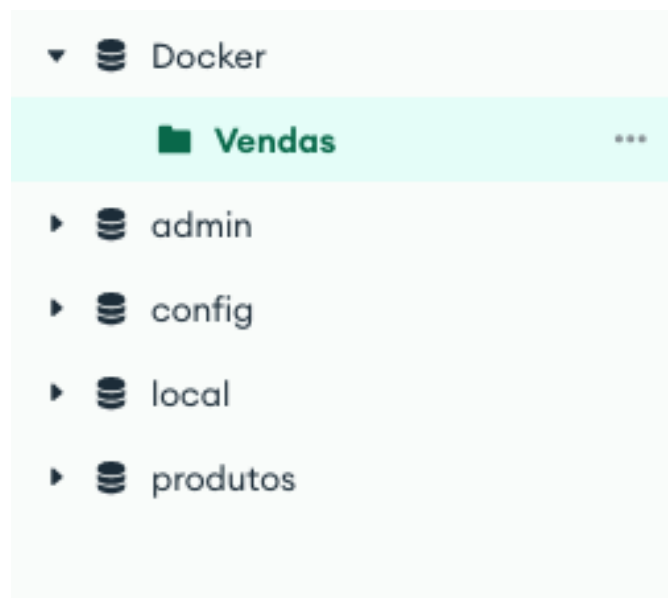 Docker
Vendas
admin
config
local
produtos